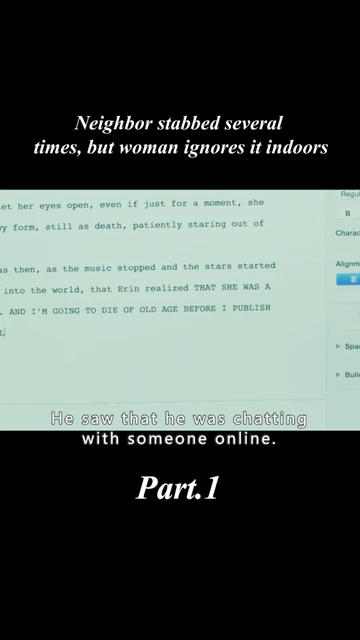 Neighbor stabbed several
times, but woman ignores it indoors
her eyes open, even if just for a moment, she
form, still as death, patiently staring out of
then, as the music stopped and the stars started
into the world, that Erin realized THAT SHE WAS A
AND I'M GOING TO DIE OF OLD AGE BEFORE I PUBLISH
B
He saw that he was chatting
with someone online.
Part.1